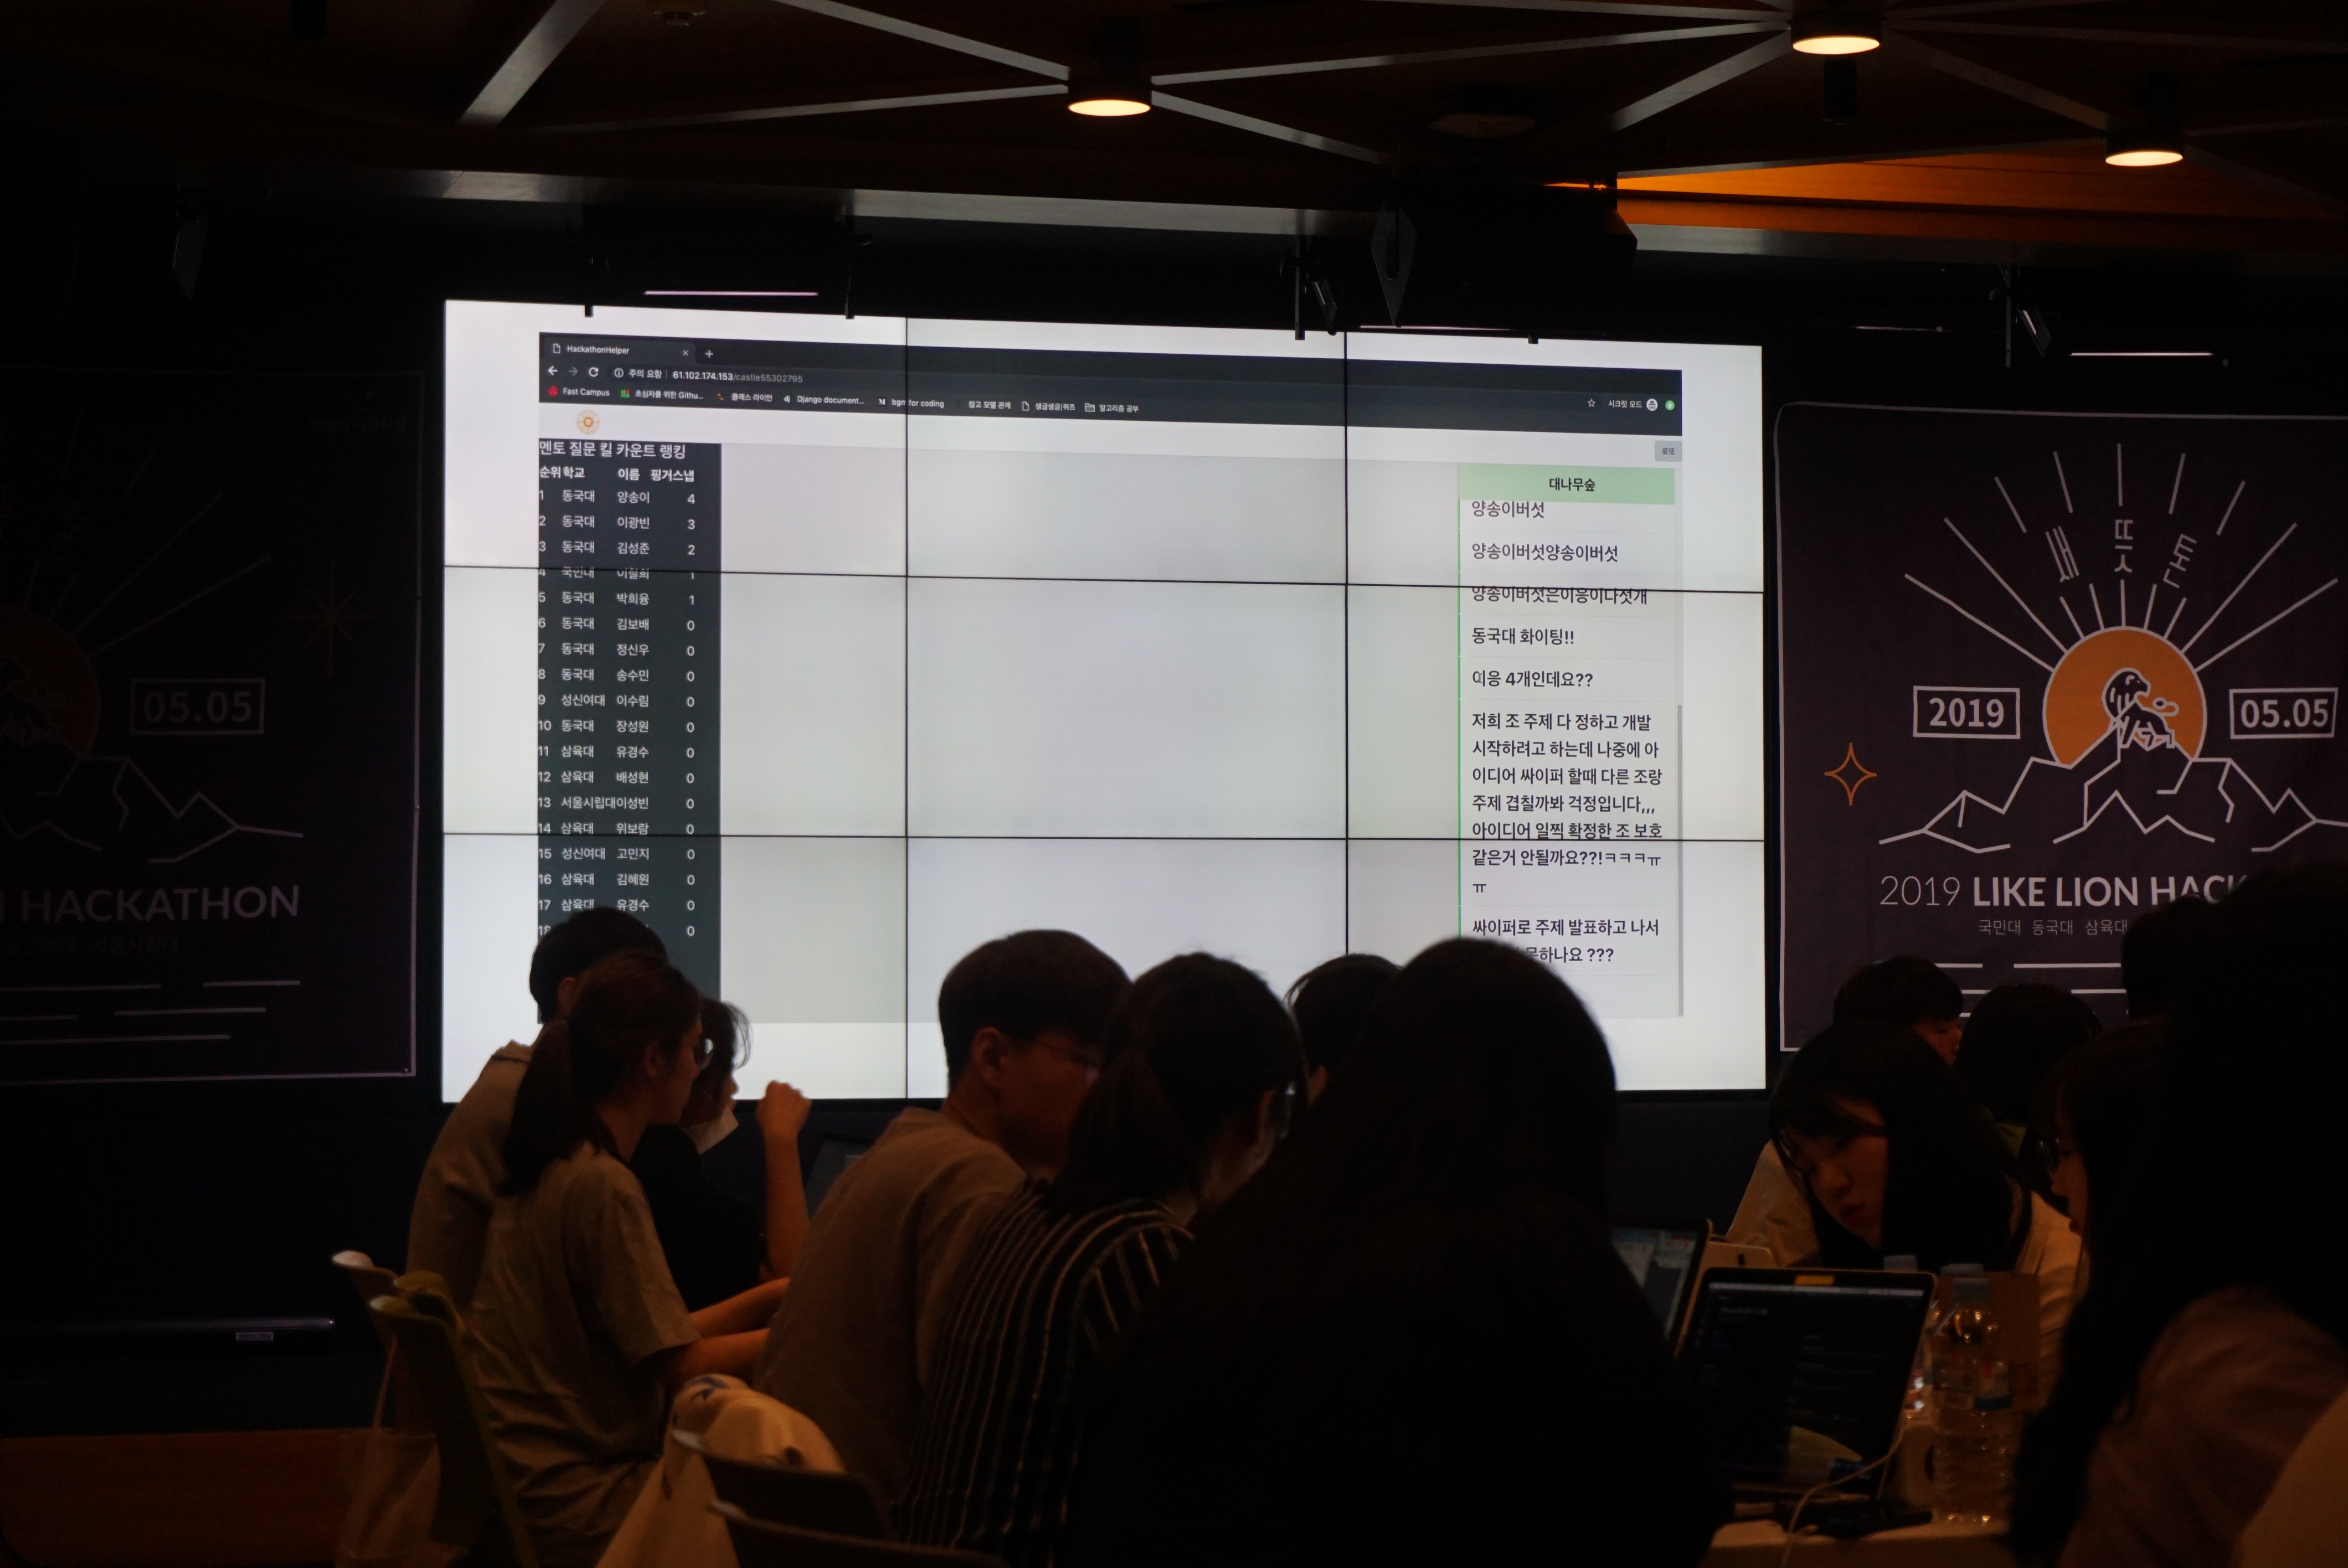 HackathonHelper
주의 요함 61.102.174.153/castle55302795
Fast Campus 초심자를 위한 Githu... 클래스 라이언 Django document... bgm for coding 장고 모델 관계 생글생글|퀴즈 알고리즘 공부 시크릿 모드
로또
멘토 질문 킬 카운트 랭킹
순위 학교 이름 핑거스냅
1 동국대 양송이 4
2 동국대 이광빈 3
3 동국대 김성준 2
4 국민대 1
5 동국대 박희융 1
6 동국대 김보배 0
7 동국대 정신우 0
8 동국대 송수민 0
9 성신여대 이수림 0
10 동국대 장성원 0
11 삼육대 유경수 0
12 삼육대 배성현 0
13 서울시립대 이성빈 0
14 삼육대 위보람 0
15 성신여대 고민지 0
16 삼육대 김혜원 0
17 삼육대 유경수 0
18 0
대나무숲
양송이버섯
양송이버섯양송이버섯
양송이버섯은이응이다섯개
동국대 화이팅!!
이응 4개인데요??
저희 조 주제 다 정하고 개발
시작하려고 하는데 나중에 아
이디어 싸이퍼 할때 다른 조랑
주제 겹칠까봐 걱정입니다,,,
아이디어 일찍 확정한 조 보호
같은거 안될까요??!ㅋㅋㅋㅠ
ㅠ
싸이퍼로 주제 발표하고 나서
못하나요 ???
05.05
HACKATHON
서울시립대
2019
05.05
2019 LIKE LION HACK
국민대 동국대 삼육대